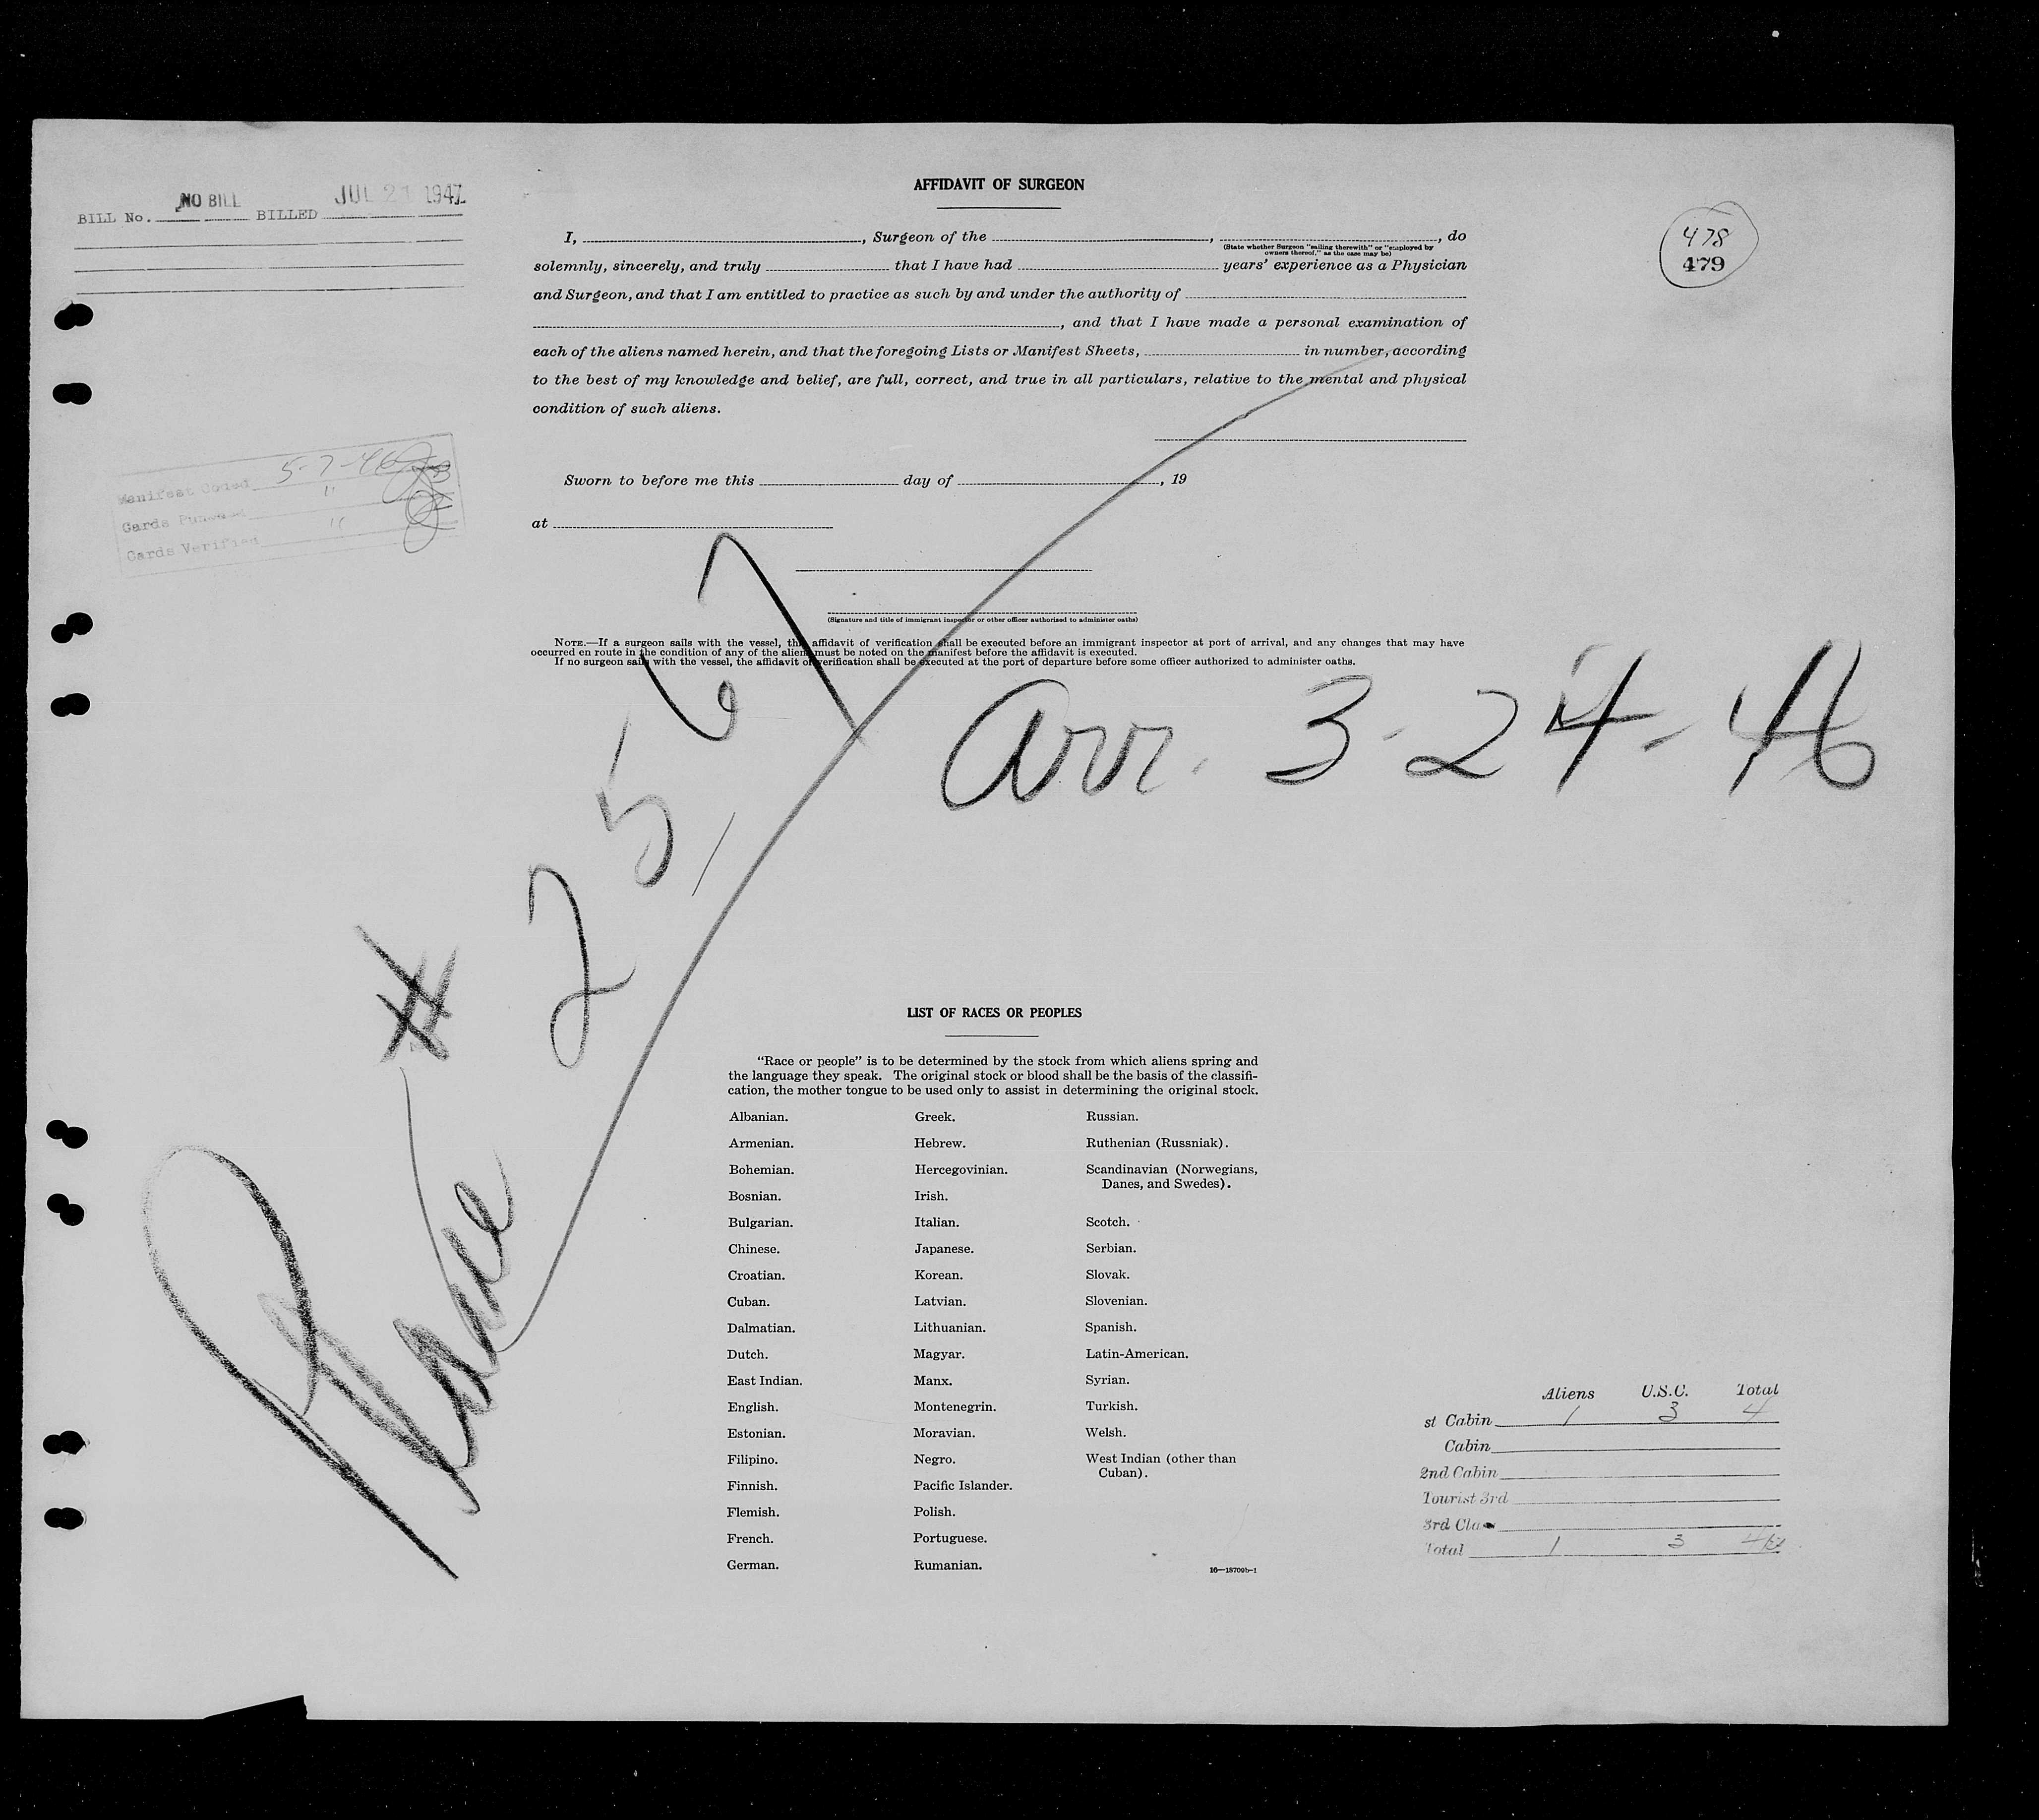 BILL No. NO BILL BILLED JUL 21 1947
478
479
AFFIDAVIT OF SURGEON
I, , Surgeon of the , , do
(State whether Surgeon "sailing therewith" or "employed by
owners thereof," as the case may be)
solemnly, sincerely, and truly that I have had years' experience as a Physician
and Surgeon, and that I am entitled to practice as such by and under the authority of
, and that I have made a personal examination of
each of the aliens named herein, and that the foregoing Lists or Manifest Sheets, in number, according
to the best of my knowledge and belief, are full, correct, and true in all particulars, relative to the mental and physical
condition of such aliens.
Manifest Coded 5-7-46
Cards Punched "
Cards Verified "
Sworn to before me this day of , 19
at
(Signature and title of immigrant inspector or other officer authorized to administer oaths)
NOTE.—If a surgeon sails with the vessel, the affidavit of verification shall be executed before an immigrant inspector at port of arrival, and any changes that may have
occurred en route in the condition of any of the aliens must be noted on the manifest before the affidavit is executed.
If no surgeon sails with the vessel, the affidavit of verification shall be executed at the port of departure before some officer authorized to administer oaths.
Plane # 2567
Arr. 3-24-46
LIST OF RACES OR PEOPLES
"Race or people" is to be determined by the stock from which aliens spring and
the language they speak. The original stock or blood shall be the basis of the classifi-
cation, the mother tongue to be used only to assist in determining the original stock.
Albanian.
Armenian.
Bohemian.
Bosnian.
Bulgarian.
Chinese.
Croatian.
Cuban.
Dalmatian.
Dutch.
East Indian.
English.
Estonian.
Filipino.
Finnish.
Flemish.
French.
German.
Greek.
Hebrew.
Hercegovinian.
Irish.
Italian.
Japanese.
Korean.
Latvian.
Lithuanian.
Magyar.
Manx.
Montenegrin.
Moravian.
Negro.
Pacific Islander.
Polish.
Portuguese.
Rumanian.
Russian.
Ruthenian (Russniak).
Scandinavian (Norwegians,
Danes, and Swedes).
Scotch.
Serbian.
Slovak.
Slovenian.
Spanish.
Latin-American.
Syrian.
Turkish.
Welsh.
West Indian (other than
Cuban).
16—18709b-1
Aliens U.S.C. Total
st Cabin 1 3 4
Cabin
2nd Cabin
Tourist 3rd
3rd Class
Total 1 3 4